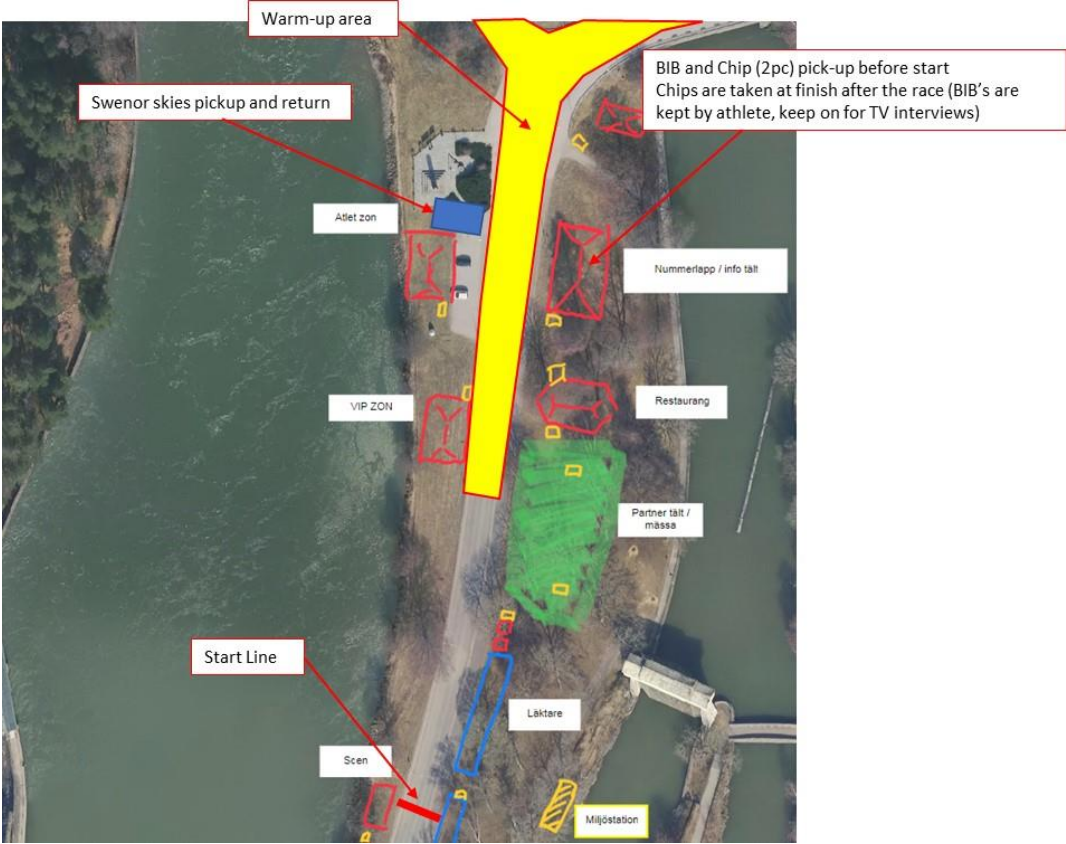 Warm-up area
BIB and Chip (2pc) pick-up before start
Chips are taken at finish after the race (BIB's are
kept by athlete, keep on for TV interviews)
Swenor skies pickup and return
Atlet zon
Nummerlapp / info tält
VIP ZON
Restaurang
Partner tält /
mässa
Start Line
Läktare
Scen
Miljöstation